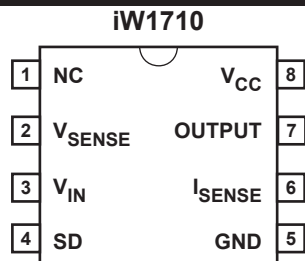 iW1710
1 NC V_CC 8
2 V_SENSE OUTPUT 7
3 V_IN I_SENSE 6
4 SD GND 5